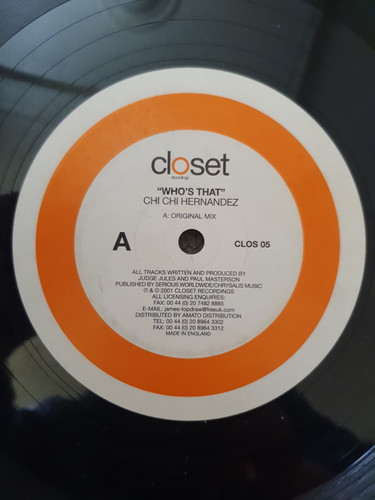 closet
recordings
"WHO'S THAT"
CHI CHI HERNANDEZ
A: ORIGINAL MIX
A
CLOS 05
ALL TRACKS WRITTEN AND PRODUCED BY
JUDGE JULES AND PAUL MASTERSON
PUBLISHED BY SERIOUS WORLDWIDE/CHRYSALIS MUSIC
℗ & © 2001 CLOSET RECORDINGS
ALL LICENSING ENQUIRES:
FAX: 00 44 (0) 20 7482 8885
E-MAIL: james-topdraw@freeuk.com
DISTRIBUTED BY AMATO DISTRIBUTION
TEL: 00 44 (0) 20 8964 3302
FAX: 00 44 (0) 20 8964 3312
MADE IN ENGLAND